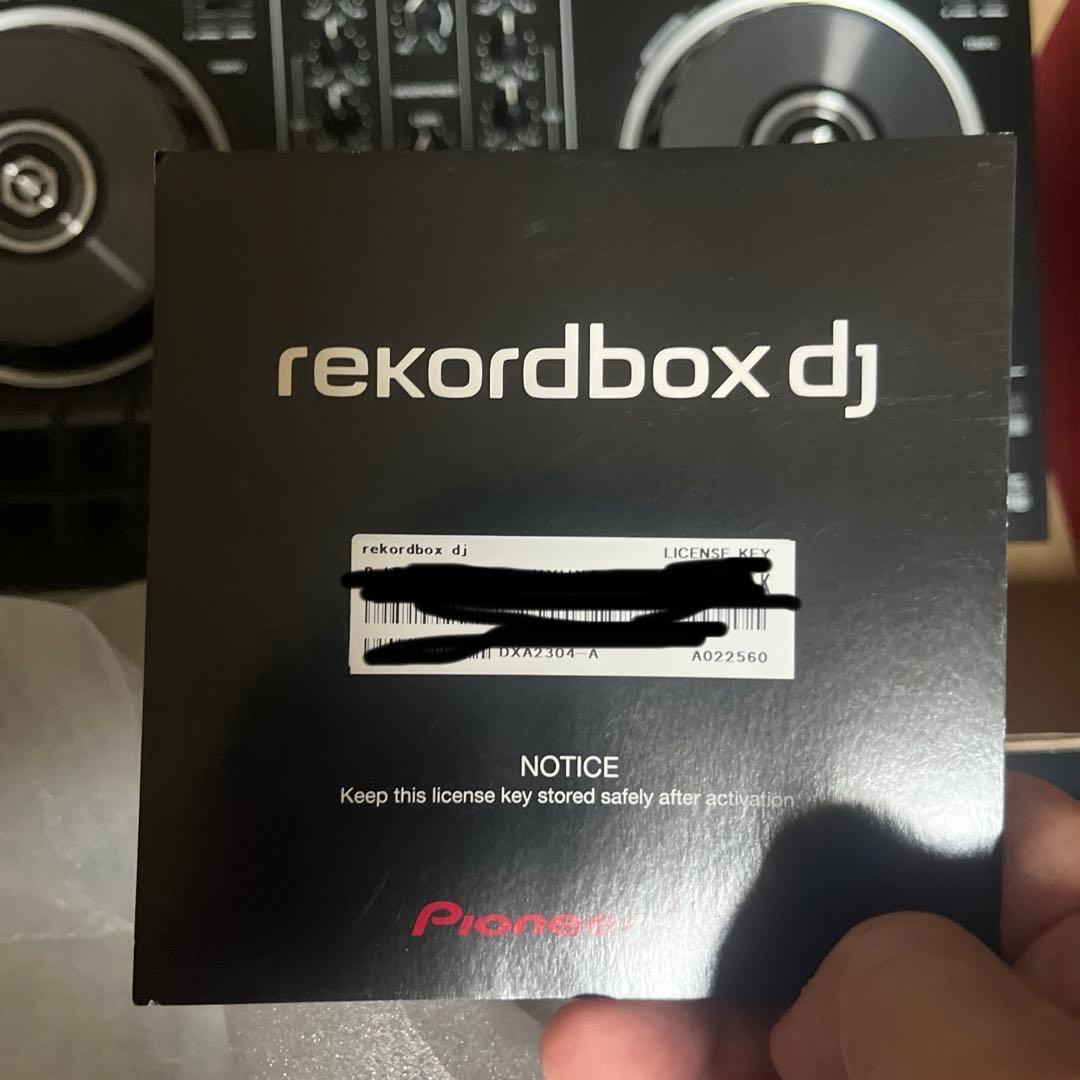 rekordbox dj
rekordbox dj LICENSE KEY
K
DXA2304-A A022560
NOTICE
Keep this license key stored safely after activation
Pioneer